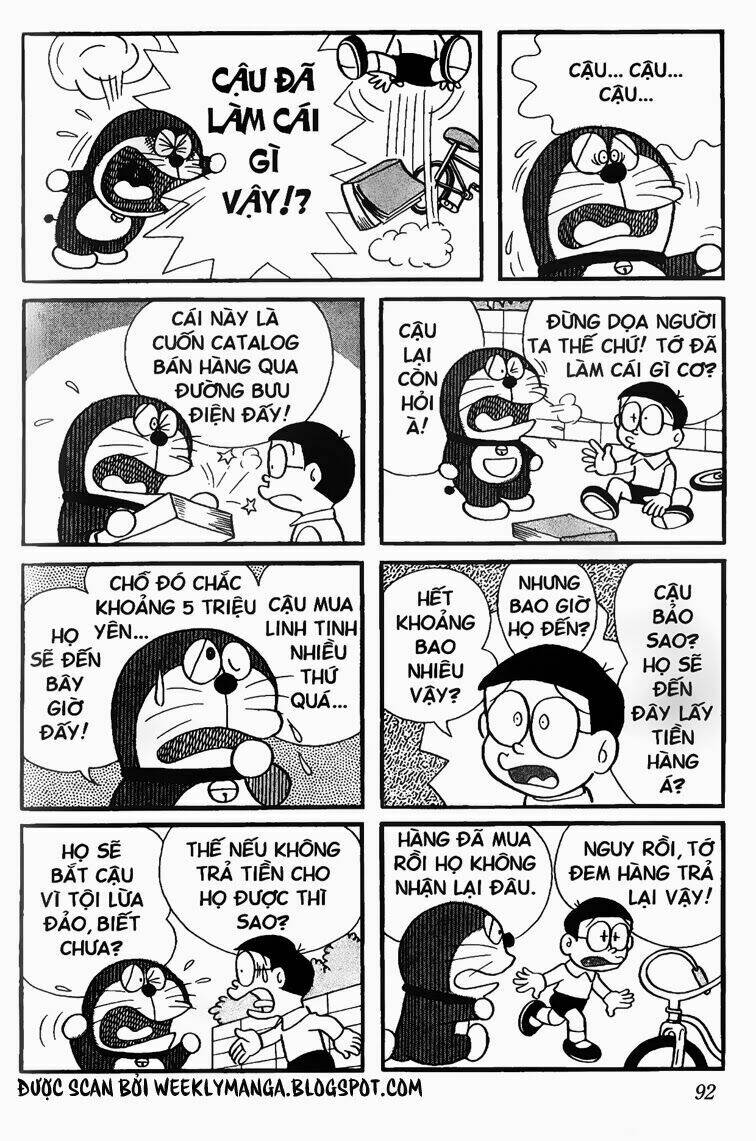 CẬU... CẬU...
CẬU...
CẬU ĐÃ
LÀM CÁI
GÌ
VẬY!?
ĐỪNG DỌA NGƯỜI
TA THẾ CHỨ! TỚ ĐÃ
LÀM CÁI GÌ CƠ?
CẬU
LẠI
CÒN
HỎI
À!
CÁI NÀY LÀ
CUỐN CATALOG
BÁN HÀNG QUA
ĐƯỜNG BƯU
ĐIỆN ĐẤY!
CẬU
BẢO
SAO?
HỌ SẼ
ĐẾN
ĐÂY LẤY
TIỀN
HÀNG
Á?
NHƯNG
BAO GIỜ
HỌ ĐẾN?
HẾT
KHOẢNG
BAO
NHIÊU
VẬY?
CẬU MUA
LINH TINH
NHIỀU
THỨ
QUÁ...
CHỖ ĐÓ CHẮC
KHOẢNG 5 TRIỆU
YÊN...
HỌ
SẼ ĐẾN
BÂY
GIỜ
ĐẤY!
NGUY RỒI, TỚ
ĐEM HÀNG TRẢ
LẠI VẬY!
HÀNG ĐÃ MUA
RỒI HỌ KHÔNG
NHẬN LẠI ĐÂU.
THẾ NẾU KHÔNG
TRẢ TIỀN CHO
HỌ ĐƯỢC THÌ
SAO?
HỌ SẼ
BẮT CẬU
VÌ TỘI LỪA
ĐẢO, BIẾT
CHƯA?
ĐƯỢC SCAN BỞI WEEKLYMANGA.BLOGSPOT.COM
92